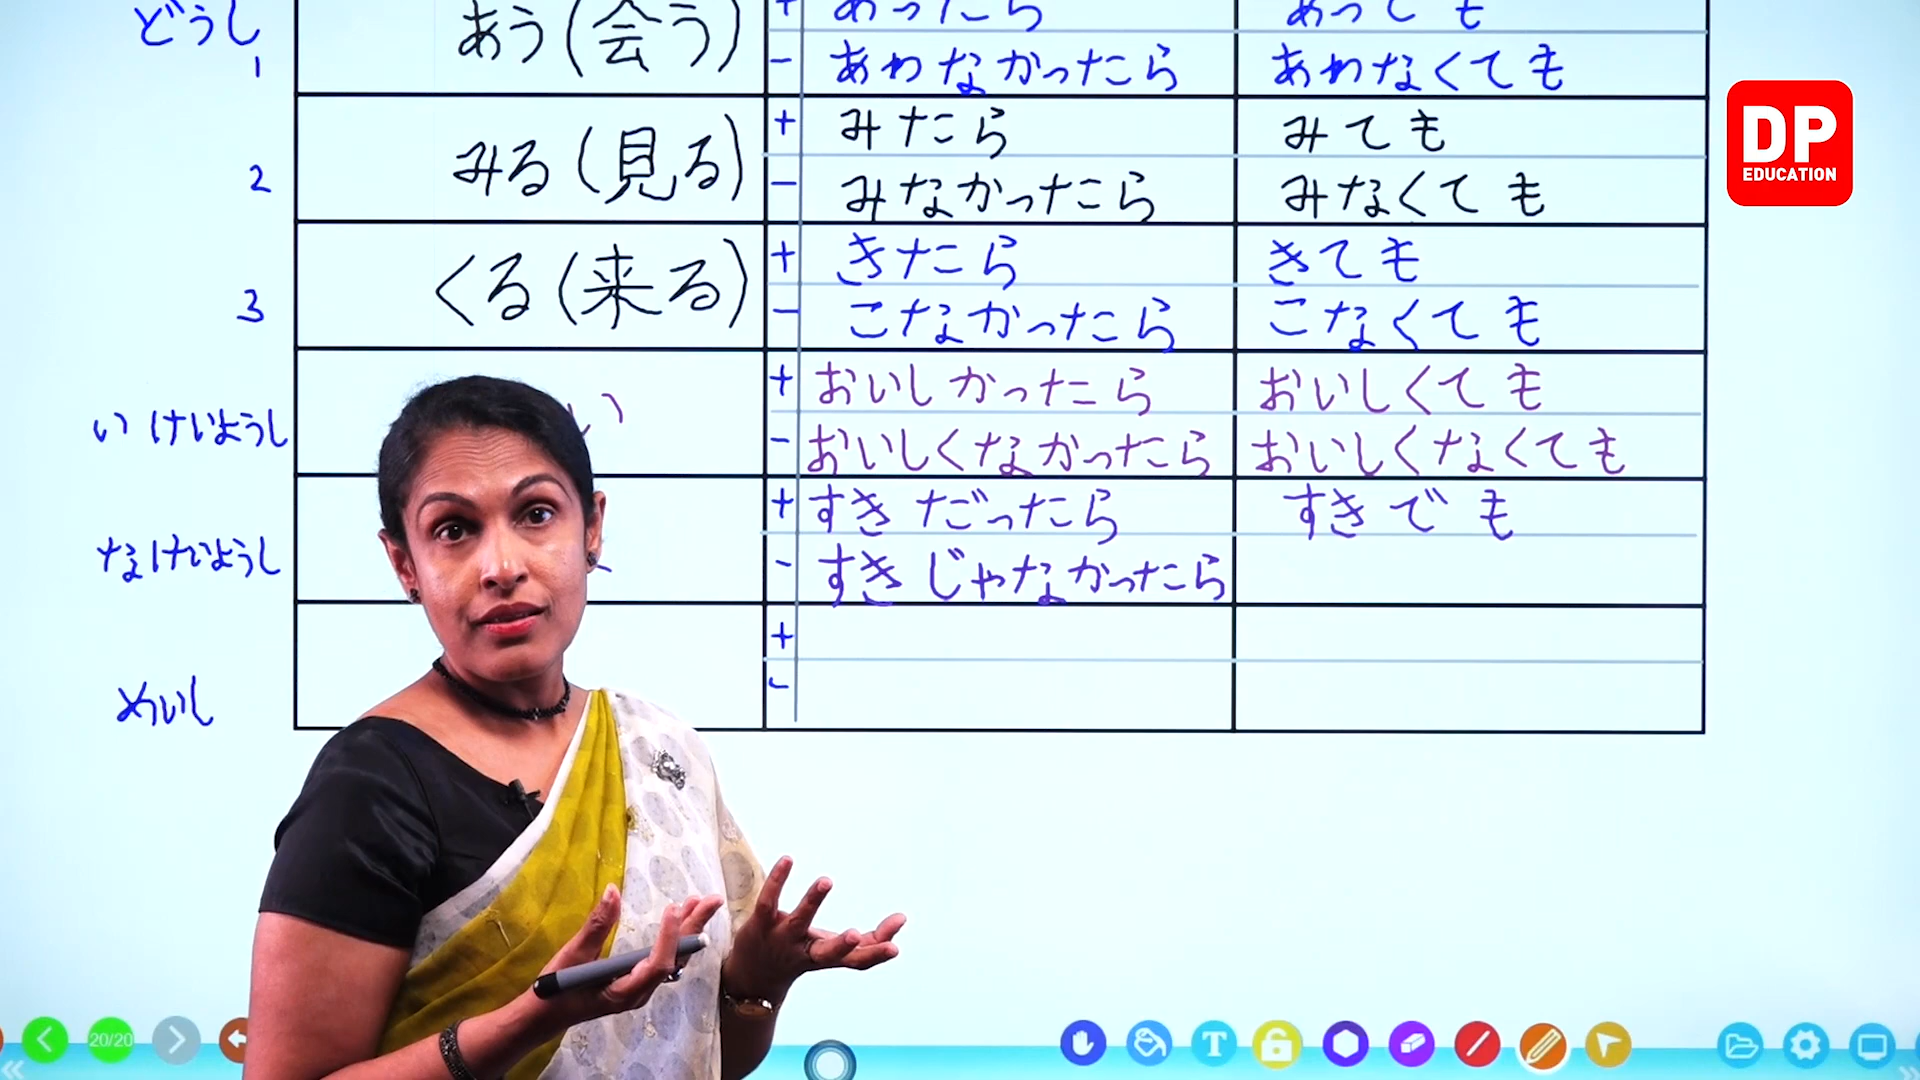 どうし
1
あう(会う)
+ あったら あっても
- あわなかったら あわなくても
2
みる(見る)
+ みたら みても
- みなかったら みなくても
3
くる(来る)
+ きたら きても
- こなかったら こなくても
いけいようし
い
+ おいしかったら おいしくても
- おいしくなかったら おいしくなくても
なけいようし
+ すきだったら すきでも
- すきじゃなかったら
めいし
+
-
DP
EDUCATION
20/20
T